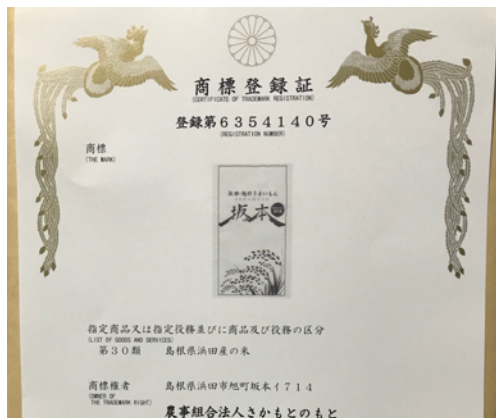 商標登録証
(CERTIFICATE OF TRADEMARK REGISTRATION)
登録第6354140号
(REGISTRATION NUMBER)
商標
(THE MARK)
坂本
指定商品又は指定役務並びに商品及び役務の区分
(LIST OF GOODS AND SERVICES)
第30類 島根県浜田産の米
商標権者 島根県浜田市旭町坂本イ714
(OWNER OF THE TRADEMARK RIGHT)
農事組合法人さかもとのもと